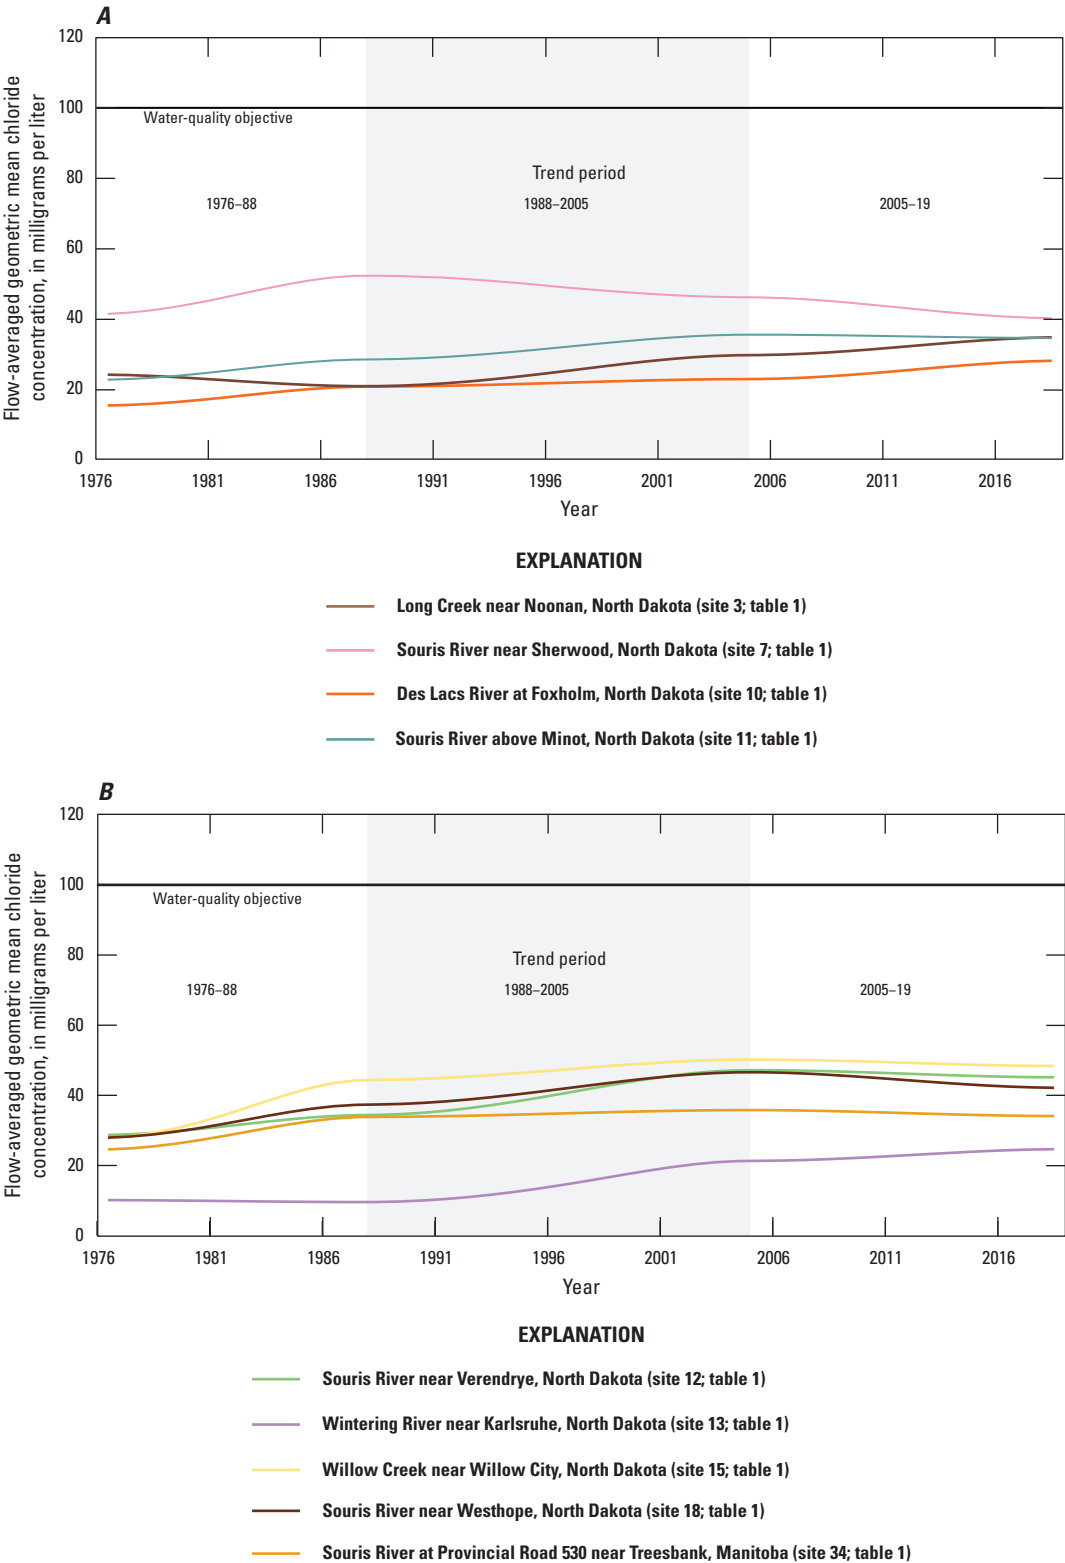 A
120
100
80
60
40
20
0
Flow-averaged geometric mean chloride
concentration, in milligrams per liter
Water-quality objective
Trend period
1976–88
1988–2005
2005–19
1976 1981 1986 1991 1996 2001 2006 2011 2016
Year
EXPLANATION
Long Creek near Noonan, North Dakota (site 3; table 1)
Souris River near Sherwood, North Dakota (site 7; table 1)
Des Lacs River at Foxholm, North Dakota (site 10; table 1)
Souris River above Minot, North Dakota (site 11; table 1)
B
120
100
80
60
40
20
0
Flow-averaged geometric mean chloride
concentration, in milligrams per liter
Water-quality objective
Trend period
1976–88
1988–2005
2005–19
1976 1981 1986 1991 1996 2001 2006 2011 2016
Year
EXPLANATION
Souris River near Verendrye, North Dakota (site 12; table 1)
Wintering River near Karlsruhe, North Dakota (site 13; table 1)
Willow Creek near Willow City, North Dakota (site 15; table 1)
Souris River near Westhope, North Dakota (site 18; table 1)
Souris River at Provincial Road 530 near Treesbank, Manitoba (site 34; table 1)